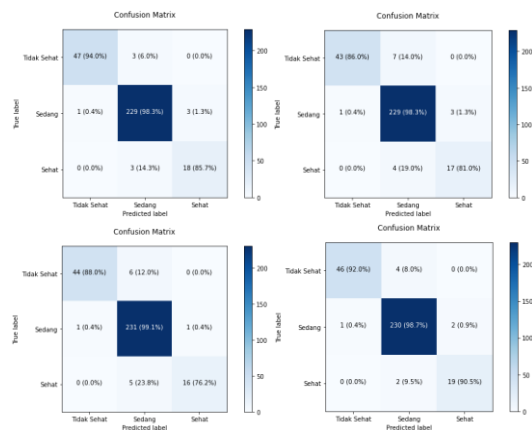 Confusion Matrix
Tidak Sehat 47 (94.0%) 3 (6.0%) 0 (0.0%)
Sedang 1 (0.4%) 229 (98.3%) 3 (1.3%)
Sehat 0 (0.0%) 3 (14.3%) 18 (85.7%)
True label
Tidak Sehat Sedang Sehat
Predicted label
200
150
100
50
0
Confusion Matrix
Tidak Sehat 43 (86.0%) 7 (14.0%) 0 (0.0%)
Sedang 1 (0.4%) 229 (98.3%) 3 (1.3%)
Sehat 0 (0.0%) 4 (19.0%) 17 (81.0%)
True label
Tidak Sehat Sedang Sehat
Predicted label
200
150
100
50
0
Confusion Matrix
Tidak Sehat 44 (88.0%) 6 (12.0%) 0 (0.0%)
Sedang 1 (0.4%) 231 (99.1%) 1 (0.4%)
Sehat 0 (0.0%) 5 (23.8%) 16 (76.2%)
True label
Tidak Sehat Sedang Sehat
Predicted label
200
150
100
50
0
Confusion Matrix
Tidak Sehat 46 (92.0%) 4 (8.0%) 0 (0.0%)
Sedang 1 (0.4%) 230 (98.7%) 2 (0.9%)
Sehat 0 (0.0%) 2 (9.5%) 19 (90.5%)
True label
Tidak Sehat Sedang Sehat
Predicted label
200
150
100
50
0